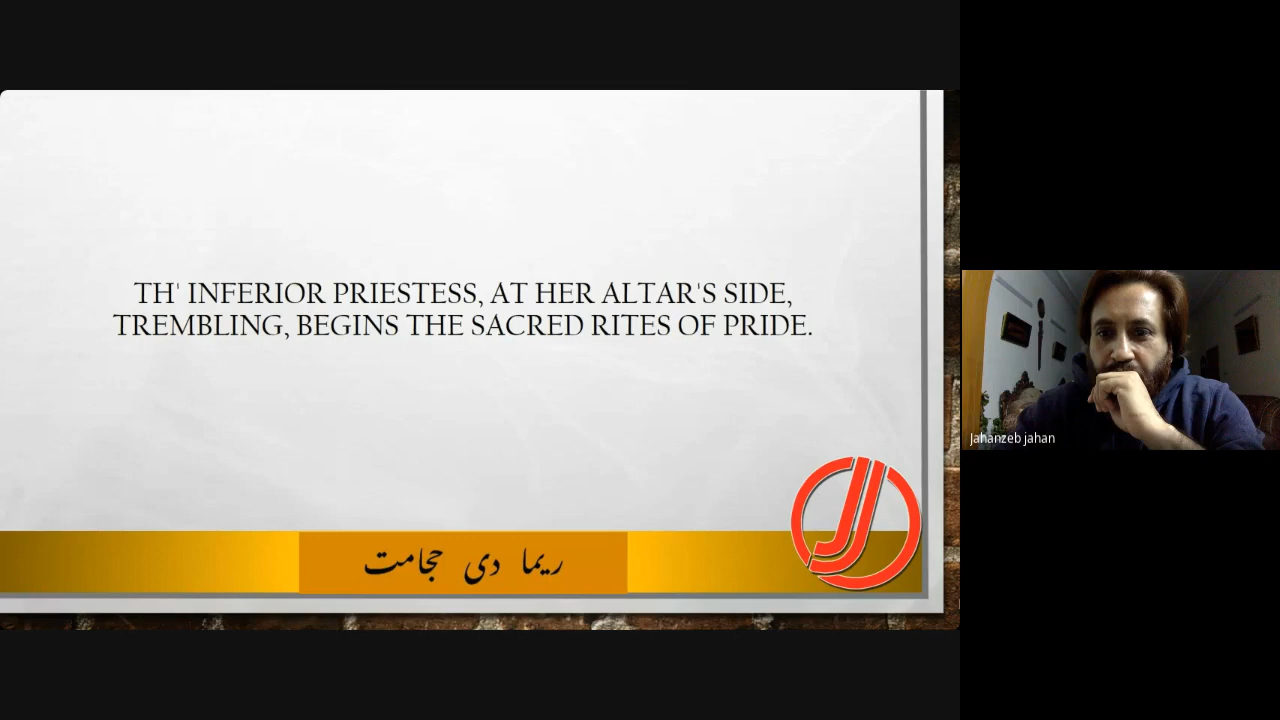 TH' INFERIOR PRIESTESS, AT HER ALTAR'S SIDE,
TREMBLING, BEGINS THE SACRED RITES OF PRIDE.
ریما دی حجامت
Jahanzeb jahan